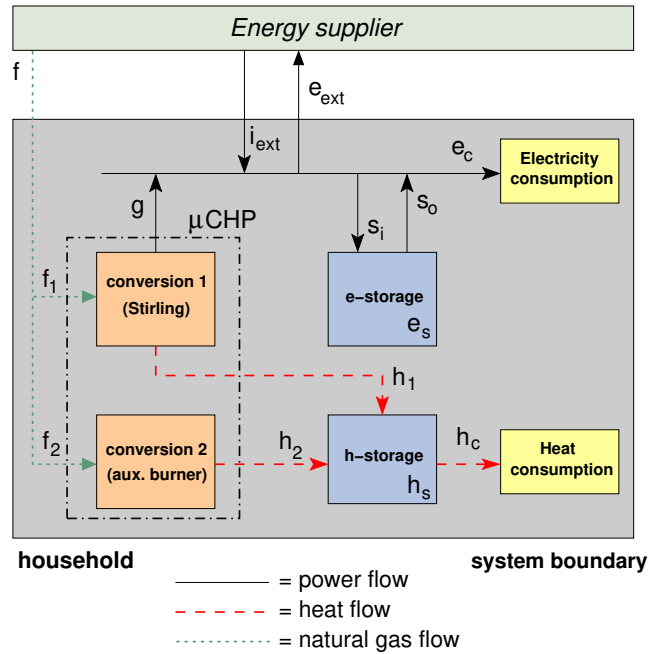 Energy supplier
f
e_ext
i_ext
e_c
Electricity
consumption
g
s_i
s_o
μCHP
f_1
conversion 1
(Stirling)
e-storage
e_s
h_1
f_2
conversion 2
(aux. burner)
h_2
h-storage
h_s
h_c
Heat
consumption
household
system boundary
= power flow
= heat flow
= natural gas flow